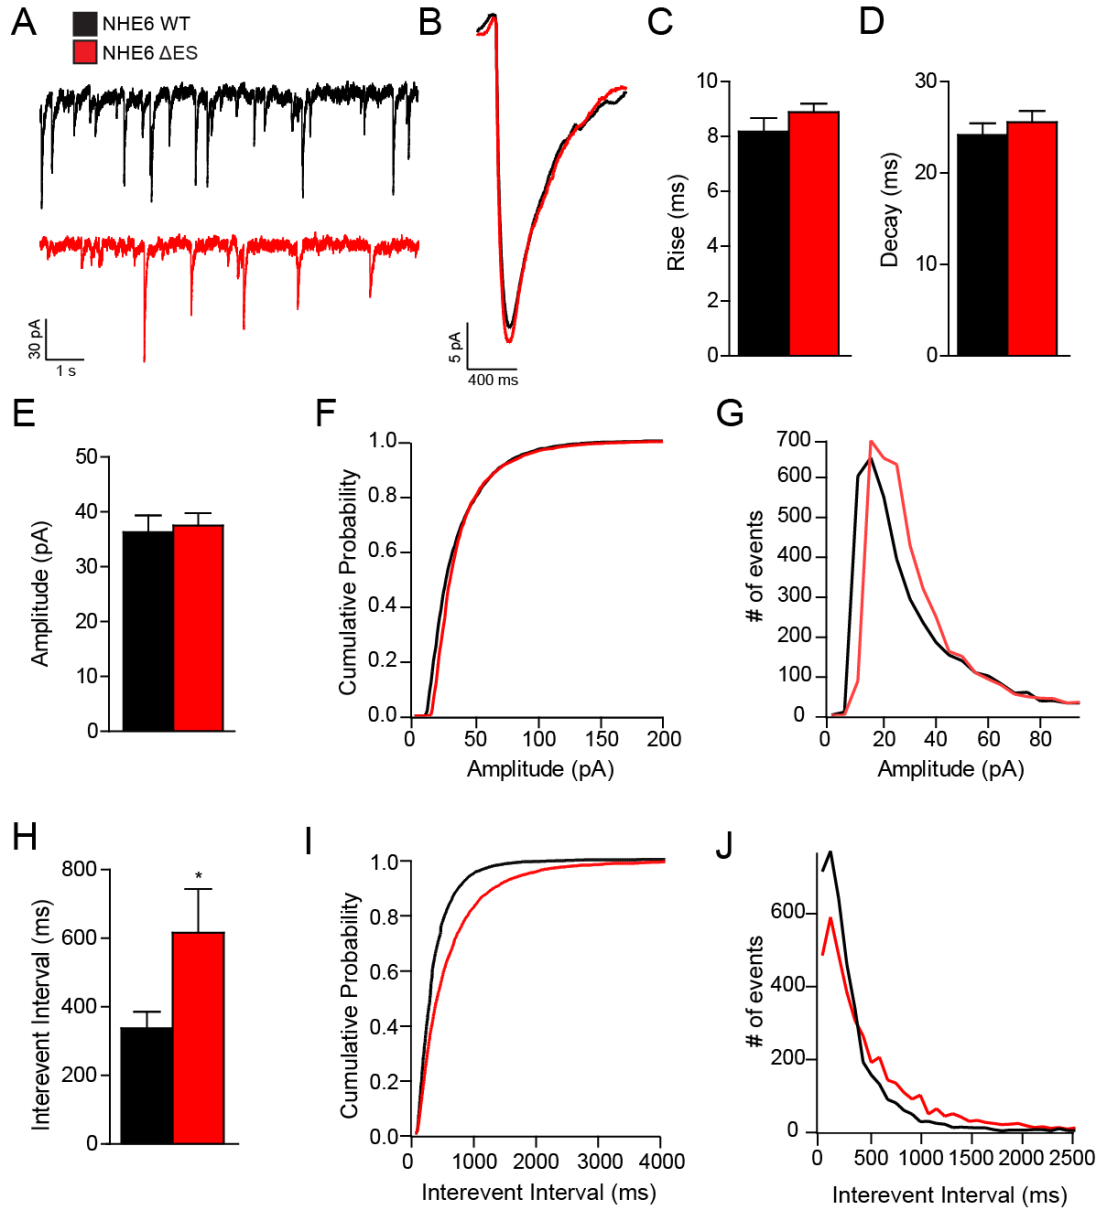 A
NHE6 WT
NHE6 ΔES
30 pA
1 s
B
5 pA
400 ms
C
Rise (ms)
10
8
6
4
2
0
D
Decay (ms)
30
20
10
0
E
Amplitude (pA)
50
40
30
20
10
0
F
Cumulative Probability
1.0
0.8
0.6
0.4
0.2
0.0
0
50
100
150
200
Amplitude (pA)
G
# of events
700
600
500
400
300
200
100
0
0
20
40
60
80
Amplitude (pA)
H
Interevent Interval (ms)
800
600
400
200
0
*
I
Cumulative Probability
1.0
0.8
0.6
0.4
0.2
0.0
0
1000
2000
3000
4000
Interevent Interval (ms)
J
# of events
600
400
200
0
0
500
1000
1500
2000
2500
Interevent Interval (ms)